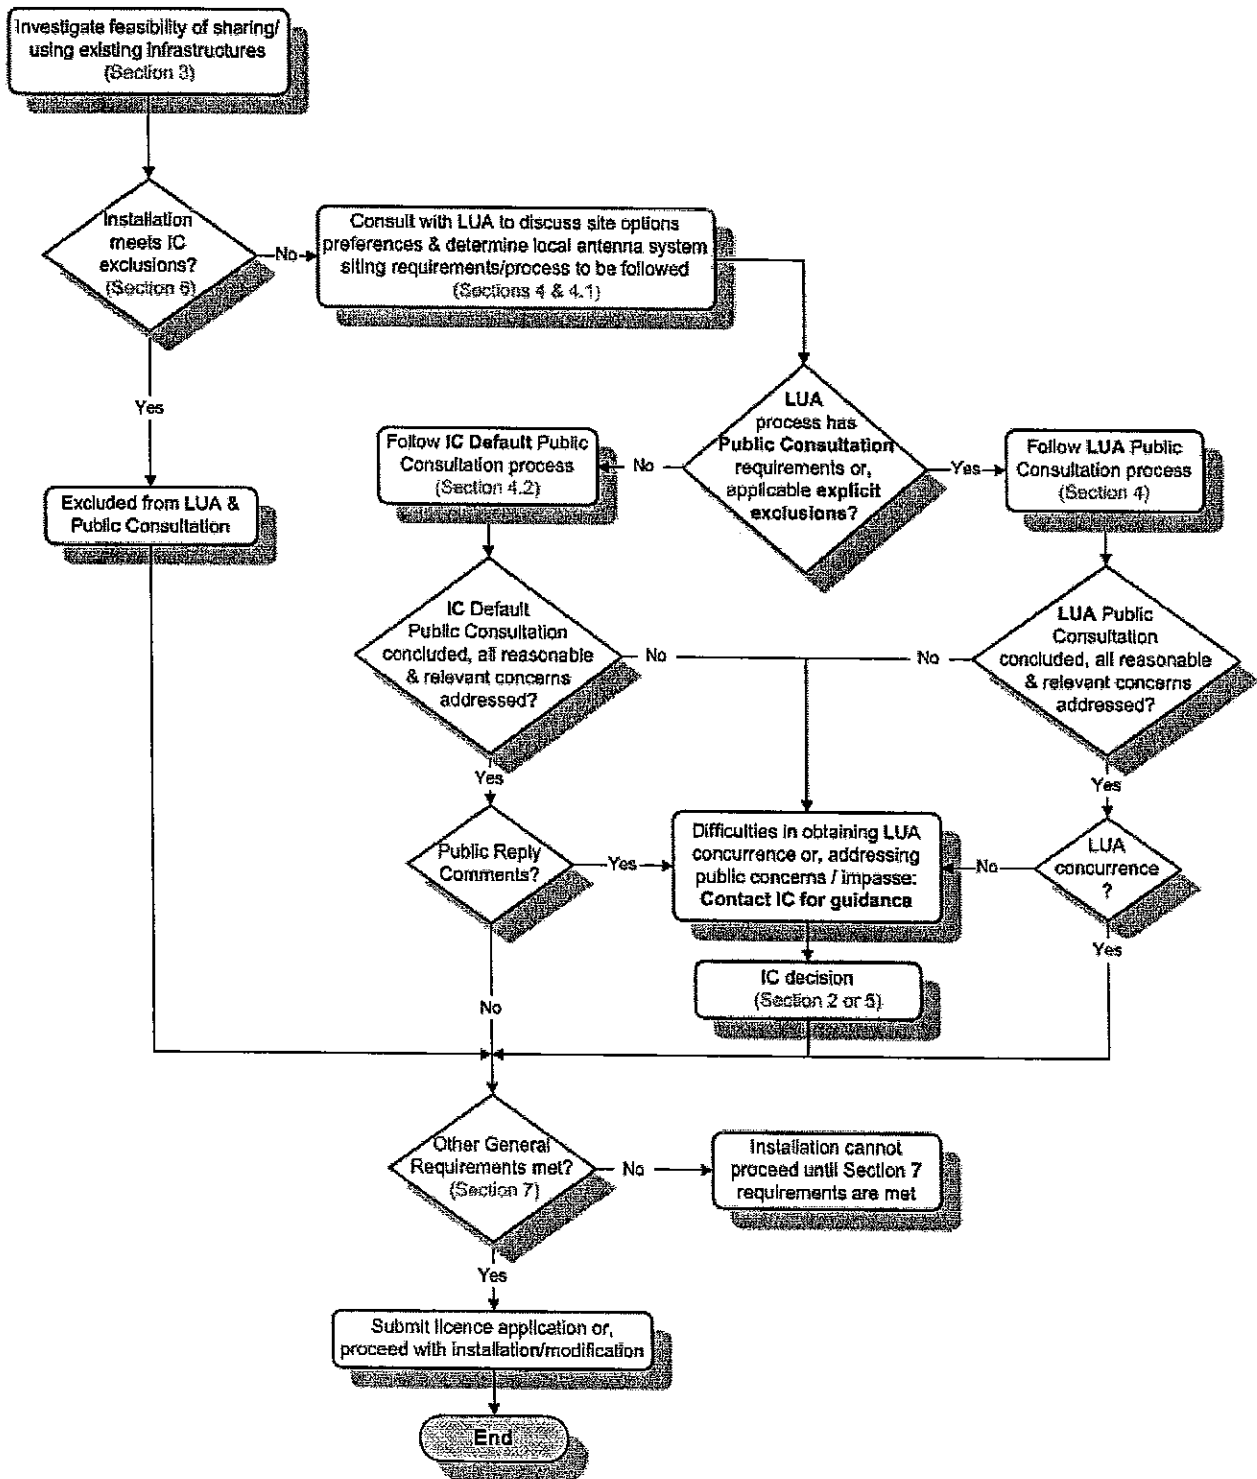 Investigate feasibility of sharing/
using existing infrastructures
(Section 3)
Installation
meets IC
exclusions?
(Section 6)
No
Consult with LUA to discuss site options
preferences & determine local antenna system
siting requirements/process to be followed
(Sections 4 & 4.1)
Yes
Excluded from LUA &
Public Consultation
LUA
process has
Public Consultation
requirements or,
applicable explicit
exclusions?
No
Follow IC Default Public
Consultation process
(Section 4.2)
Yes
Follow LUA Public
Consultation process
(Section 4)
IC Default
Public Consultation
concluded, all reasonable
& relevant concerns
addressed?
No
No
LUA Public
Consultation
concluded, all reasonable
& relevant concerns
addressed?
Yes
Yes
Public Reply
Comments?
Yes
Difficulties in obtaining LUA
concurrence or, addressing
public concerns / impasse:
Contact IC for guidance
No
LUA
concurrence
?
No
IC decision
(Section 2 or 5)
Yes
Other General
Requirements met?
(Section 7)
No
Installation cannot
proceed until Section 7
requirements are met
Yes
Submit licence application or,
proceed with installation/modification
End